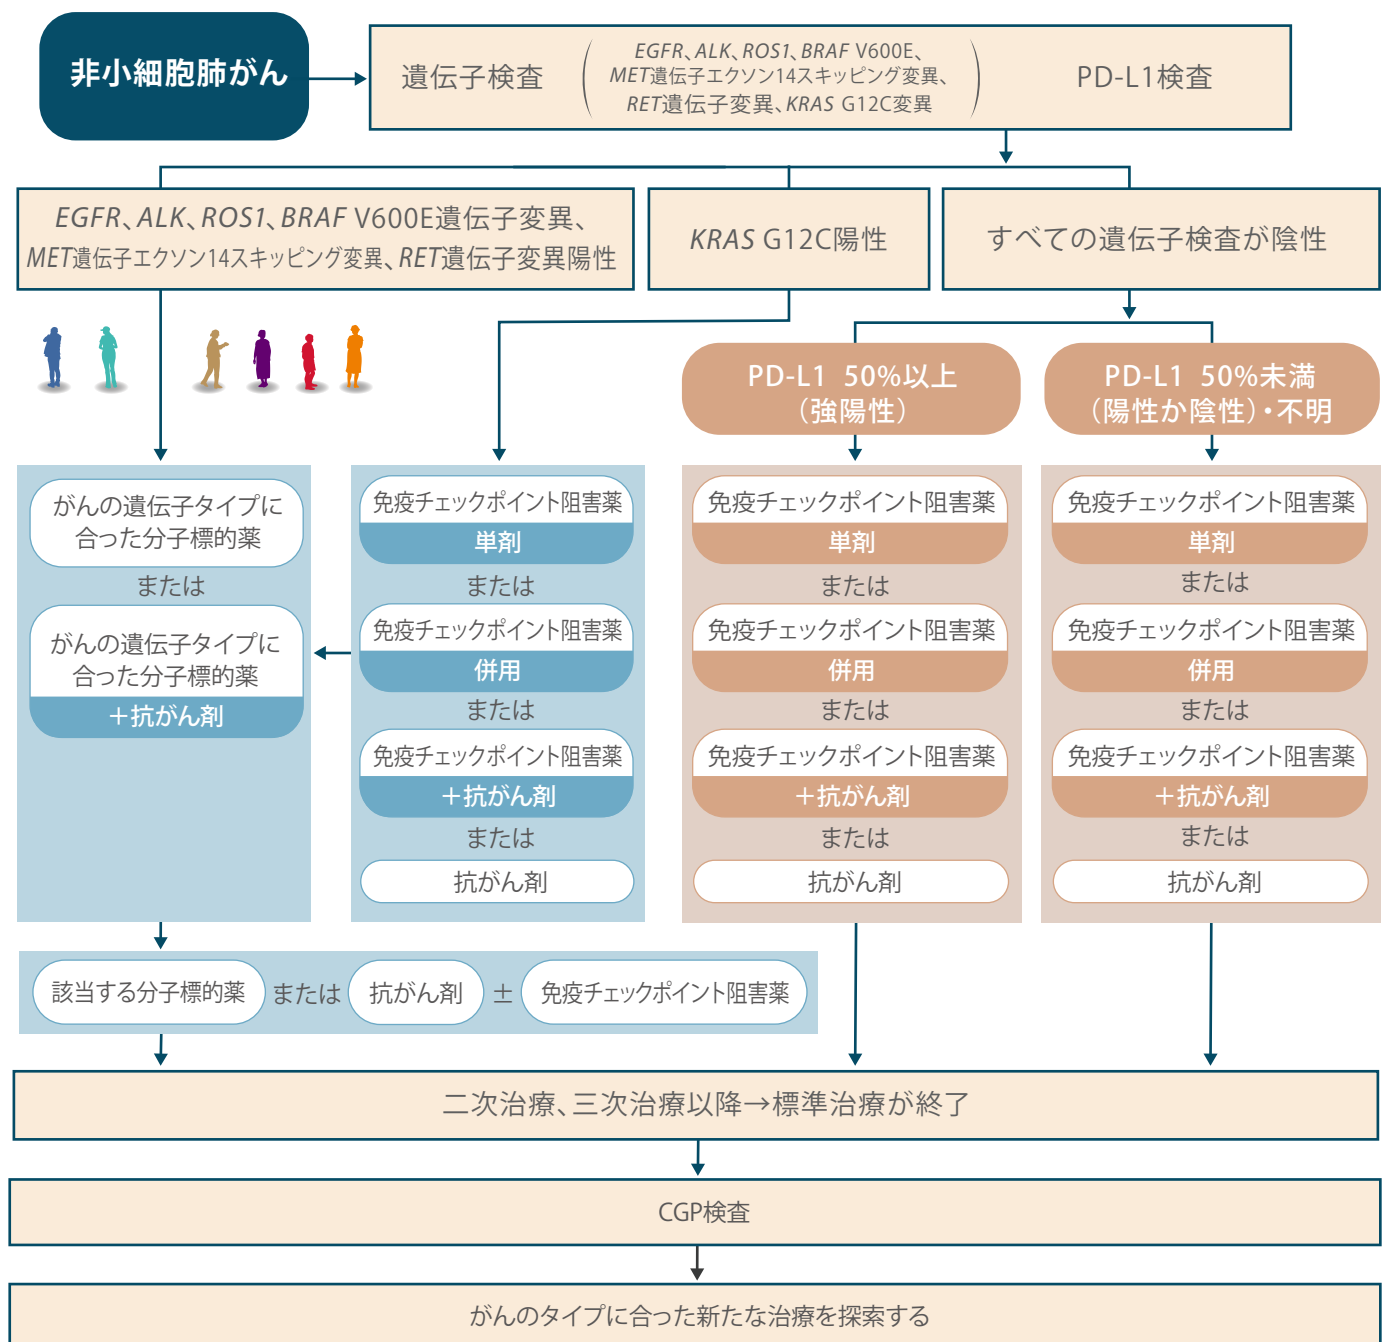 非小細胞肺がん
遺伝子検査
EGFR、ALK、ROS1、BRAF V600E、
MET遺伝子エクソン14スキッピング変異、
RET遺伝子変異、KRAS G12C変異
PD-L1検査
EGFR、ALK、ROS1、BRAF V600E遺伝子変異、
MET遺伝子エクソン14スキッピング変異、RET遺伝子変異陽性
KRAS G12C陽性
すべての遺伝子検査が陰性
PD-L1 50%以上
（強陽性）
PD-L1 50%未満
（陽性か陰性）・不明
がんの遺伝子タイプに
合った分子標的薬
または
がんの遺伝子タイプに
合った分子標的薬
＋抗がん剤
免疫チェックポイント阻害薬
単剤
または
免疫チェックポイント阻害薬
併用
または
免疫チェックポイント阻害薬
＋抗がん剤
または
抗がん剤
免疫チェックポイント阻害薬
単剤
または
免疫チェックポイント阻害薬
併用
または
免疫チェックポイント阻害薬
＋抗がん剤
または
抗がん剤
免疫チェックポイント阻害薬
単剤
または
免疫チェックポイント阻害薬
併用
または
免疫チェックポイント阻害薬
＋抗がん剤
または
抗がん剤
該当する分子標的薬 または 抗がん剤 ± 免疫チェックポイント阻害薬
二次治療、三次治療以降→標準治療が終了
CGP検査
がんのタイプに合った新たな治療を探索する